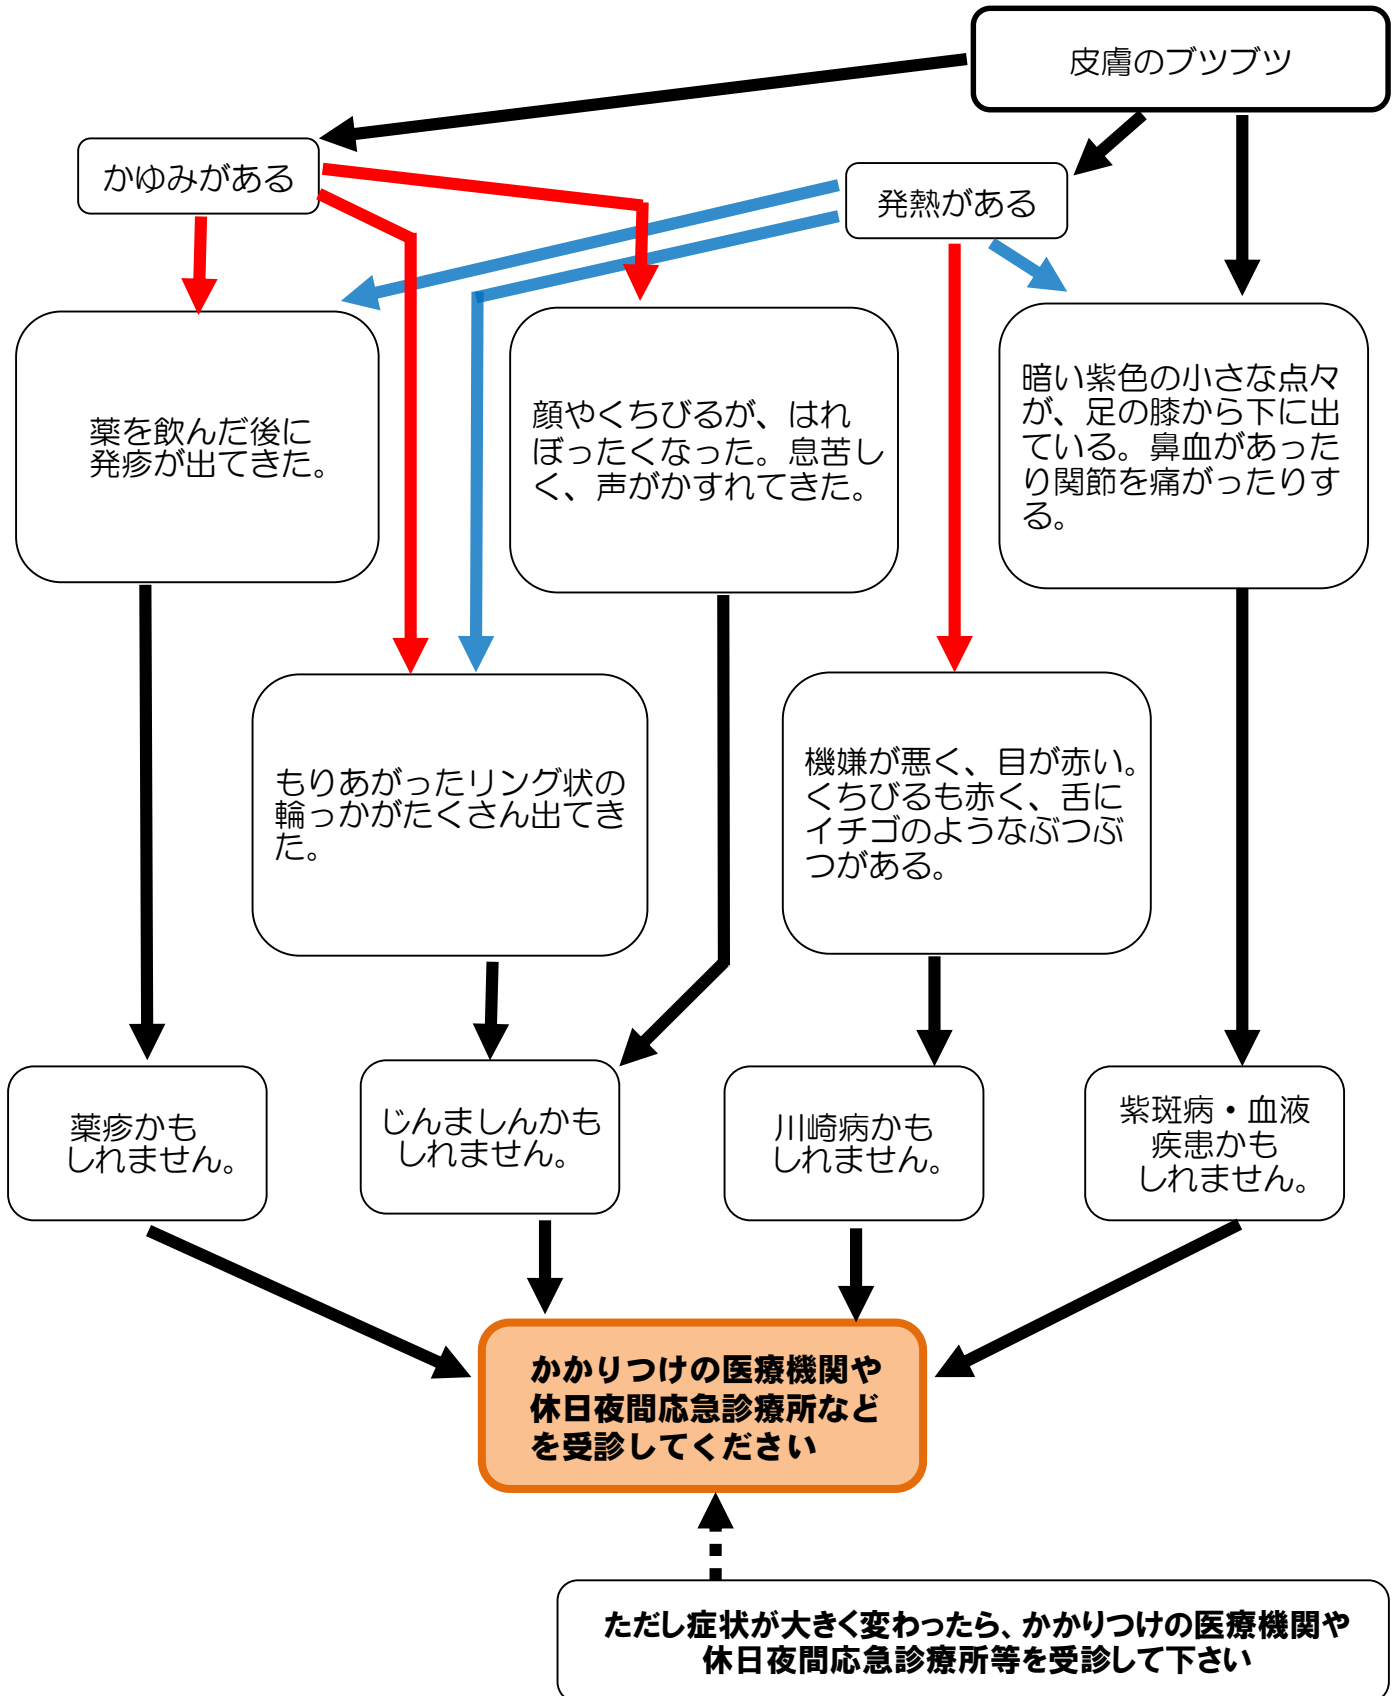 皮膚のブツブツ
かゆみがある
発熱がある
薬を飲んだ後に
発疹が出てきた。
顔やくちびるが、はれ
ぼったくなった。息苦し
く、声がかすれてきた。
暗い紫色の小さな点々
が、足の膝から下に出
ている。鼻血があった
り関節を痛がったりす
る。
もりあがったリング状の
輪っかがたくさん出てき
た。
機嫌が悪く、目が赤い。
くちびるも赤く、舌に
イチゴのようなぶつぶ
つがある。
薬疹かも
しれません。
じんましんかも
しれません。
川崎病かも
しれません。
紫斑病・血液
疾患かも
しれません。
かかりつけの医療機関や
休日夜間応急診療所など
を受診してください
ただし症状が大きく変わったら、かかりつけの医療機関や
休日夜間応急診療所等を受診して下さい